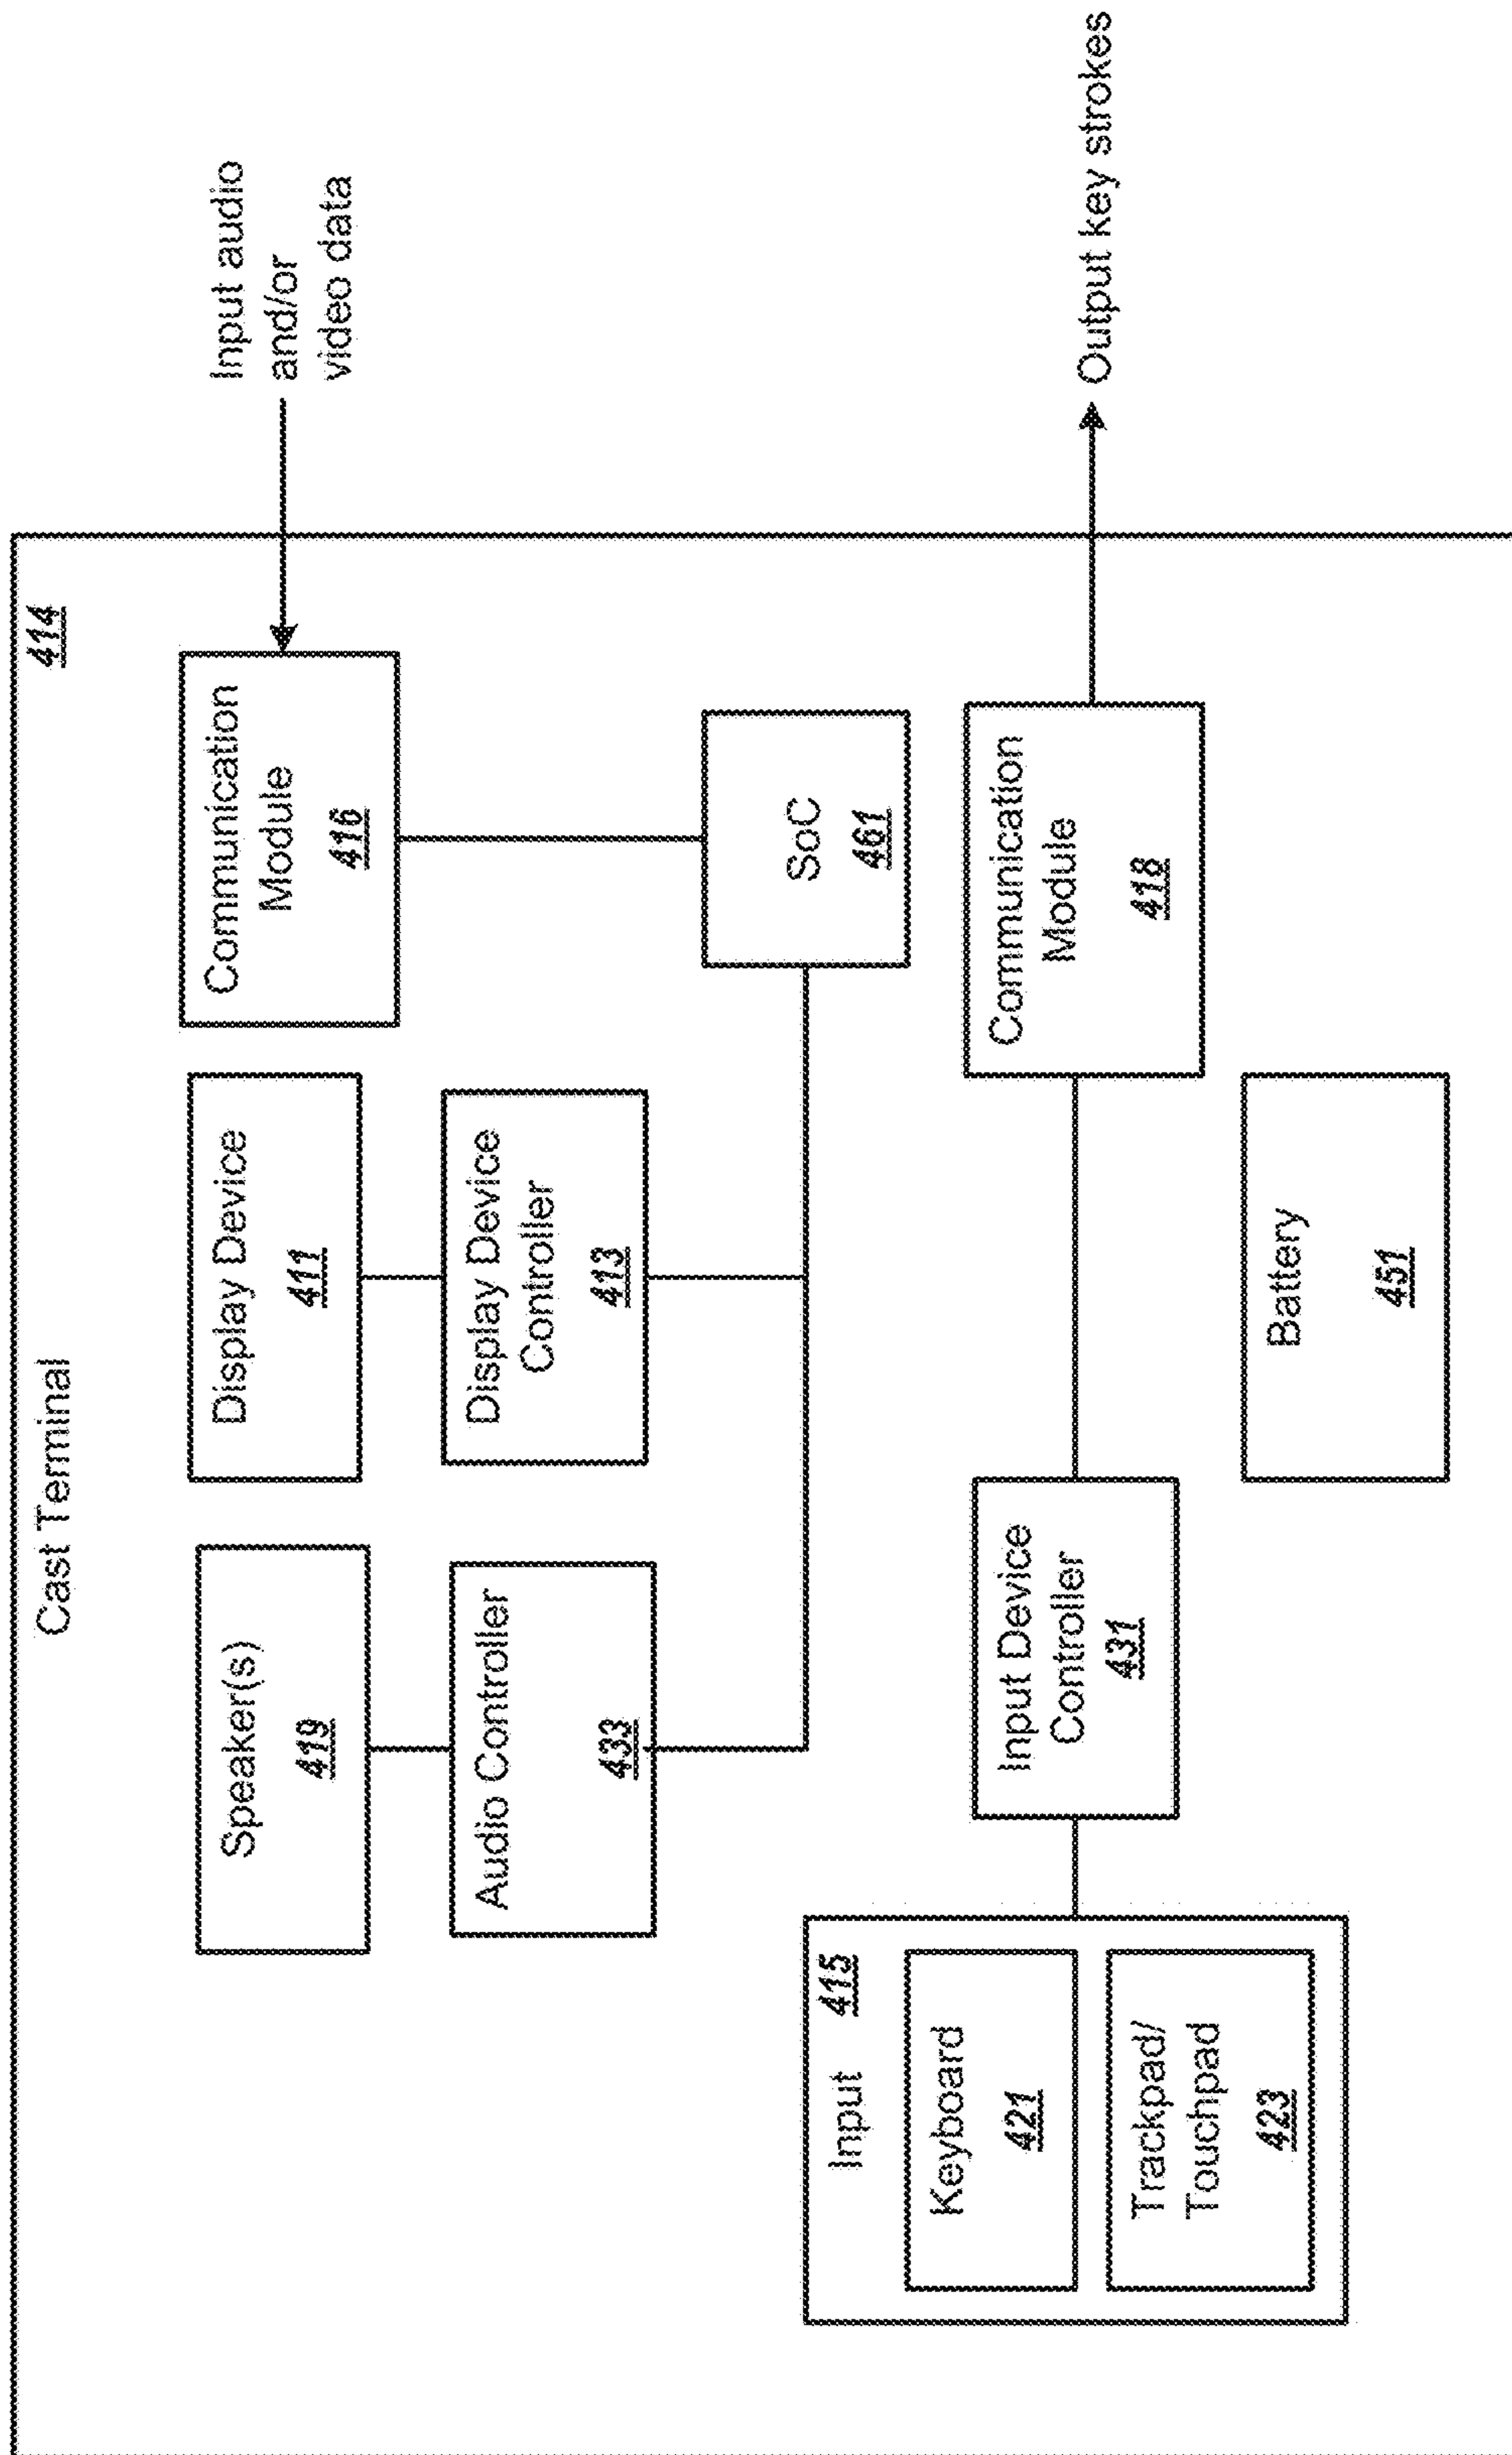 Cast Terminal
414
Speaker(s)
419
Display Device
411
Communication
Module
416
Input audio
and/or
video data
Audio Controller
433
Display Device
Controller
413
SoC
461
Input
415
Keyboard
421
Trackpad/
Touchpad
423
Input Device
Controller
431
Communication
Module
418
Output key strokes
Battery
451